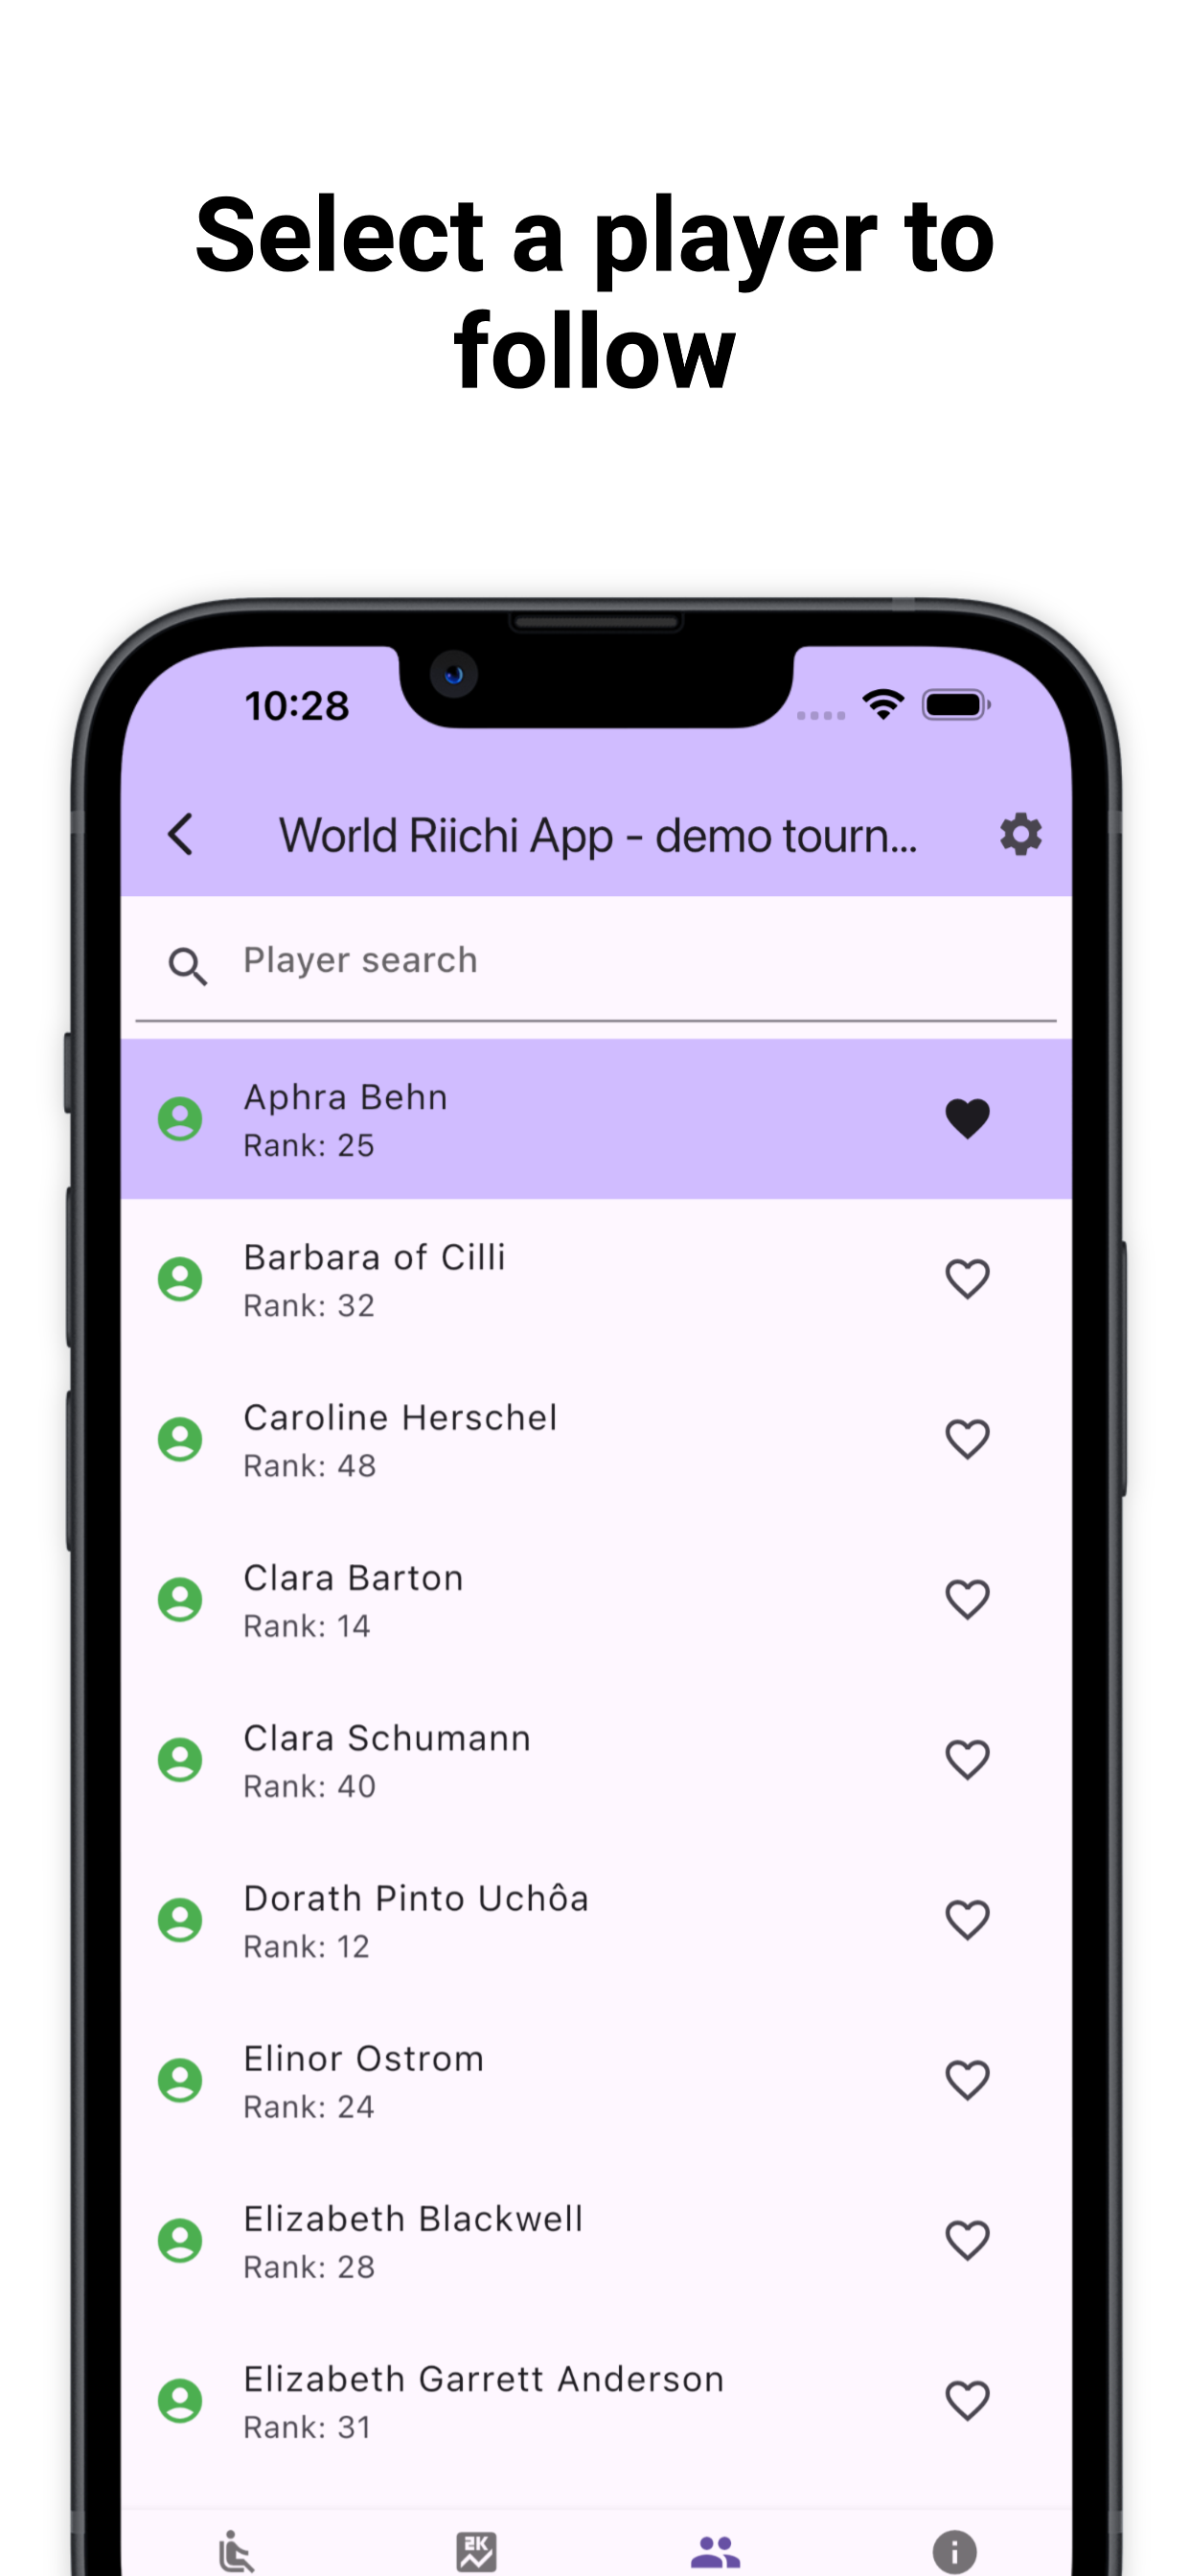 Select a player to
follow
10:28
World Riichi App - demo tourn...
Player search
Aphra Behn
Rank: 25
Barbara of Cilli
Rank: 32
Caroline Herschel
Rank: 48
Clara Barton
Rank: 14
Clara Schumann
Rank: 40
Dorath Pinto Uchôa
Rank: 12
Elinor Ostrom
Rank: 24
Elizabeth Blackwell
Rank: 28
Elizabeth Garrett Anderson
Rank: 31
2K